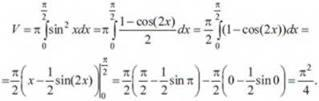 V = π∫₀^{π/2} sin² xdx = π∫₀^{π/2} (1−cos(2x))/2 dx = π/2 ∫₀^{π/2} (1−cos(2x))dx =
= π/2 (x − 1/2 sin(2x)) |₀^{π/2} = π/2 (π/2 − 1/2 sin π) − π/2 (0 − 1/2 sin 0) = π²/4.